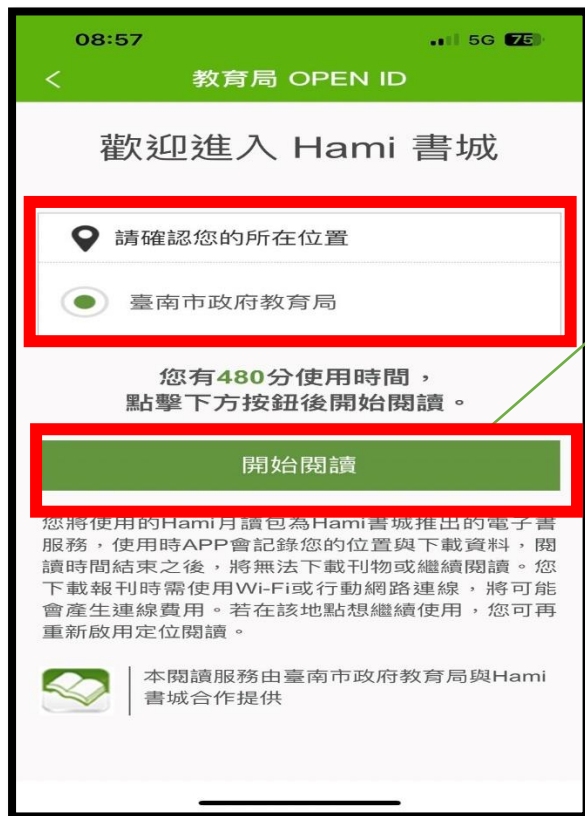 08:57 5G 75
< 教育局 OPEN ID
歡迎進入 Hami 書城
請確認您的所在位置
臺南市政府教育局
您有480分使用時間，
點擊下方按鈕後開始閱讀。
開始閱讀
您將使用的Hami月讀包為Hami書城推出的電子書
服務，使用時APP會記錄您的位置與下載資料，閱
讀時間結束之後，將無法下載刊物或繼續閱讀。您
下載報刊時需使用Wi-Fi或行動網路連線，將可能
會產生連線費用。若在該地點想繼續使用，您可再
重新啟用定位閱讀。
本閱讀服務由臺南市政府教育局與Hami
書城合作提供